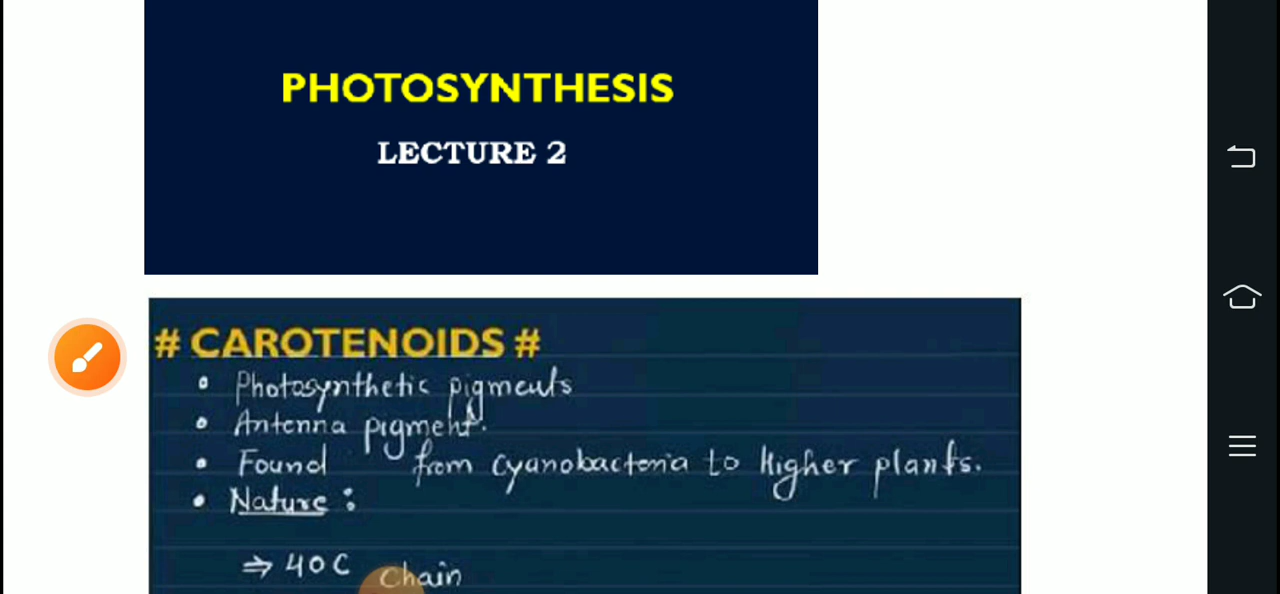 PHOTOSYNTHESIS
LECTURE 2
# CAROTENOIDS #
• Photosynthetic pigments
• Antenna pigment.
• Found from Cyanobacteria to Higher plants.
• Nature :
⇒ 40C Chain